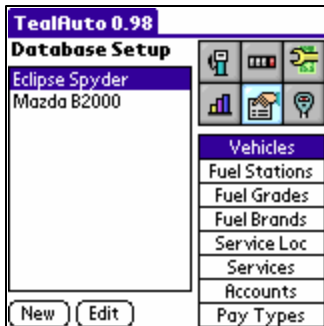 TealAuto 0.98
Database Setup
Eclipse Spyder
Mazda B2000
Vehicles
Fuel Stations
Fuel Grades
Fuel Brands
Service Loc
Services
Accounts
Pay Types
New Edit